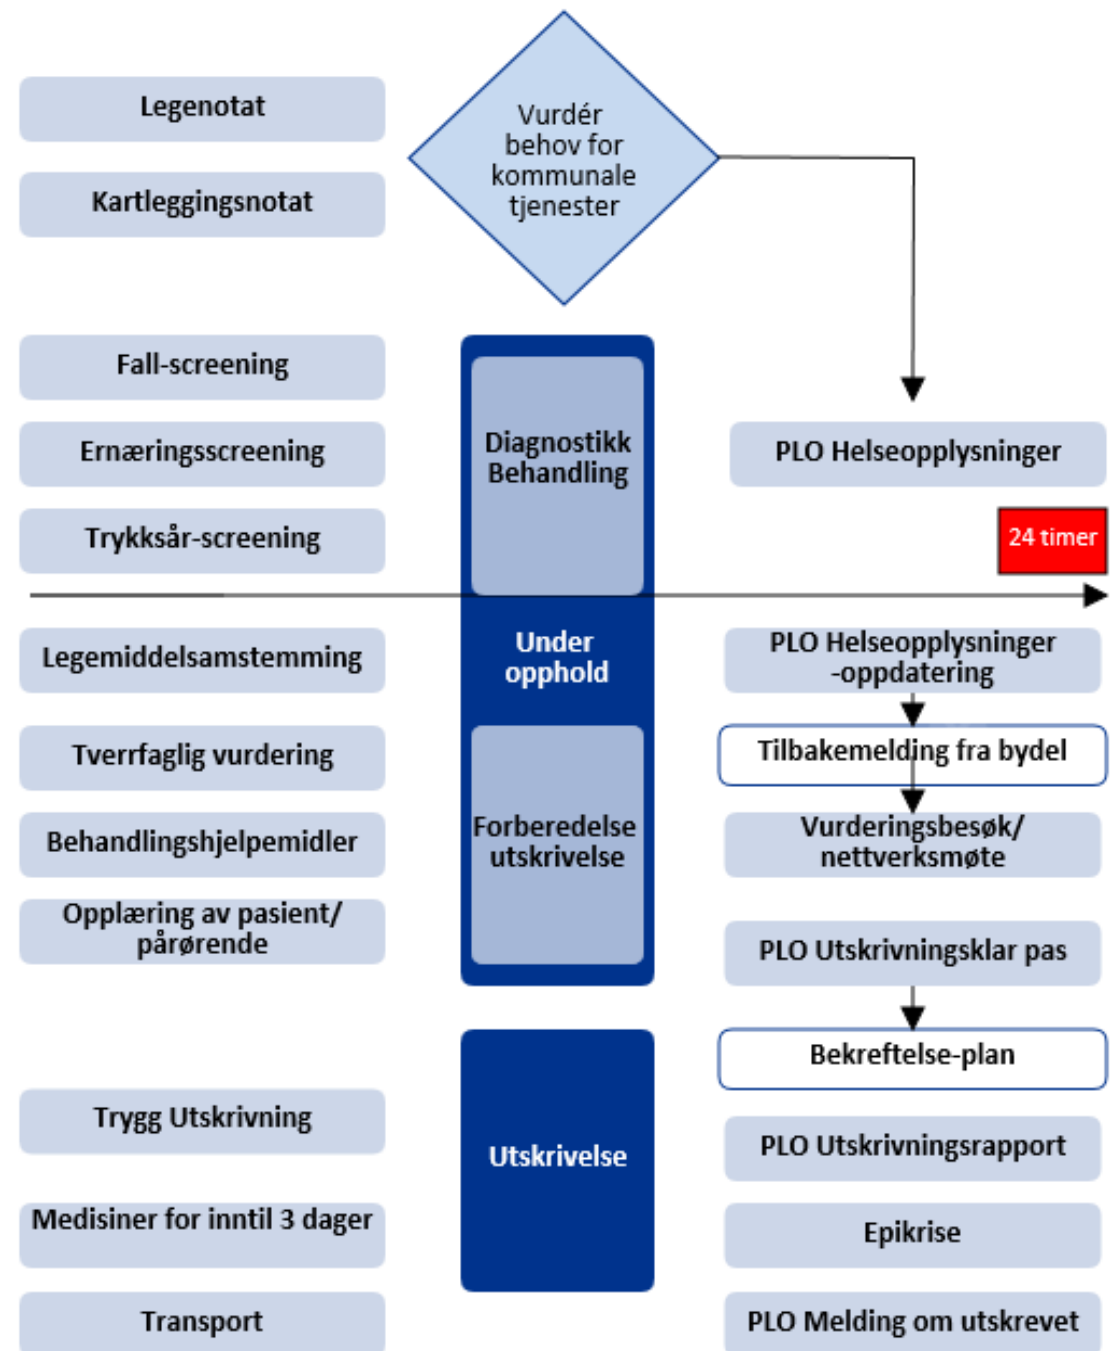 Legenotat
Kartleggingsnotat
Vurdér
behov for
kommunale
tjenester
Fall-screening
Ernæringsscreening
Trykksår-screening
Diagnostikk
Behandling
PLO Helseopplysninger
24 timer
Legemiddelsamstemming
Tverrfaglig vurdering
Behandlingshjelpemidler
Opplæring av pasient/
pårørende
Under
opphold
Forberedelse
utskrivelse
PLO Helseopplysninger
-oppdatering
Tilbakemelding fra bydel
Vurderingsbesøk/
nettverksmøte
PLO Utskrivningsklar pas
Bekreftelse-plan
Trygg Utskrivning
Medisiner for inntil 3 dager
Transport
Utskrivelse
PLO Utskrivningsrapport
Epikrise
PLO Melding om utskrevet